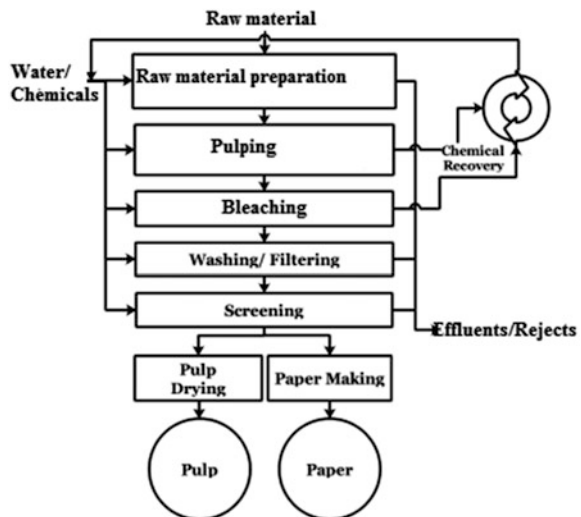 Raw material
Water/
Chemicals
Raw material preparation
Pulping
Chemical
Recovery
Bleaching
Washing/ Filtering
Screening
Effluents/Rejects
Pulp
Drying
Paper Making
Pulp
Paper